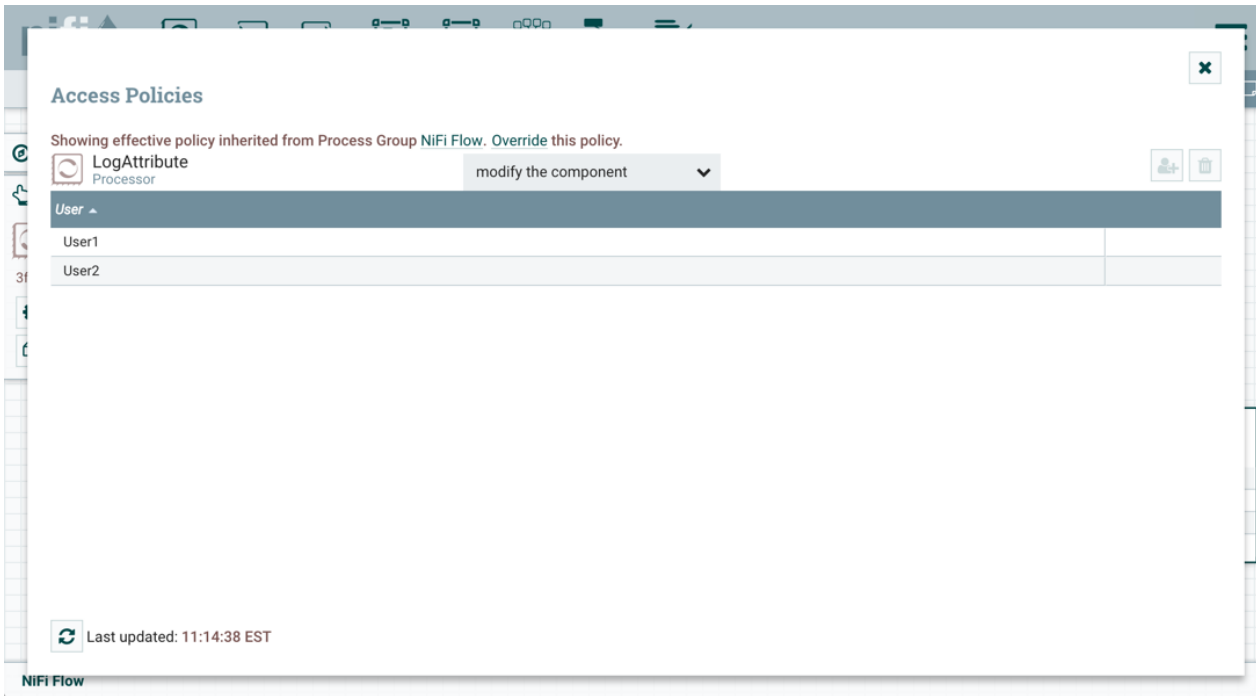 Access Policies
Showing effective policy inherited from Process Group NiFi Flow. Override this policy.
LogAttribute
Processor
modify the component
User
User1
User2
Last updated: 11:14:38 EST
NiFi Flow